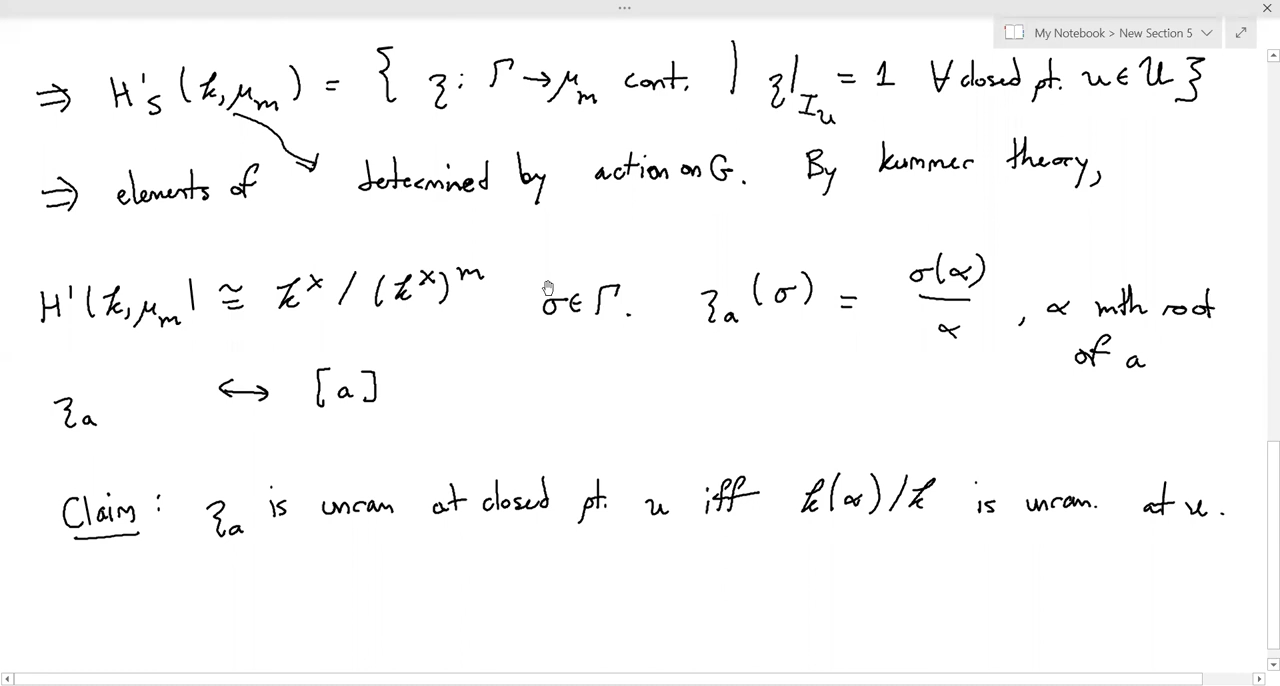 My Notebook > New Section 5
⇒ H'_S(k, μ_m) = { ξ : Γ → μ_m cont. | ξ|_{I_u} = 1 ∀ closed pt. u ∈ U }
⇒ elements of determined by action on G. By kummer theory,
H'(k, μ_m) ≅ k^× / (k^×)^m σ ∈ Γ. ξ_a(σ) = σ(α)/α , α mth root
of a
ξ_a ↔ [a]
Claim: ξ_a is unram at closed pt. u iff k(α)/k is unram. at u.